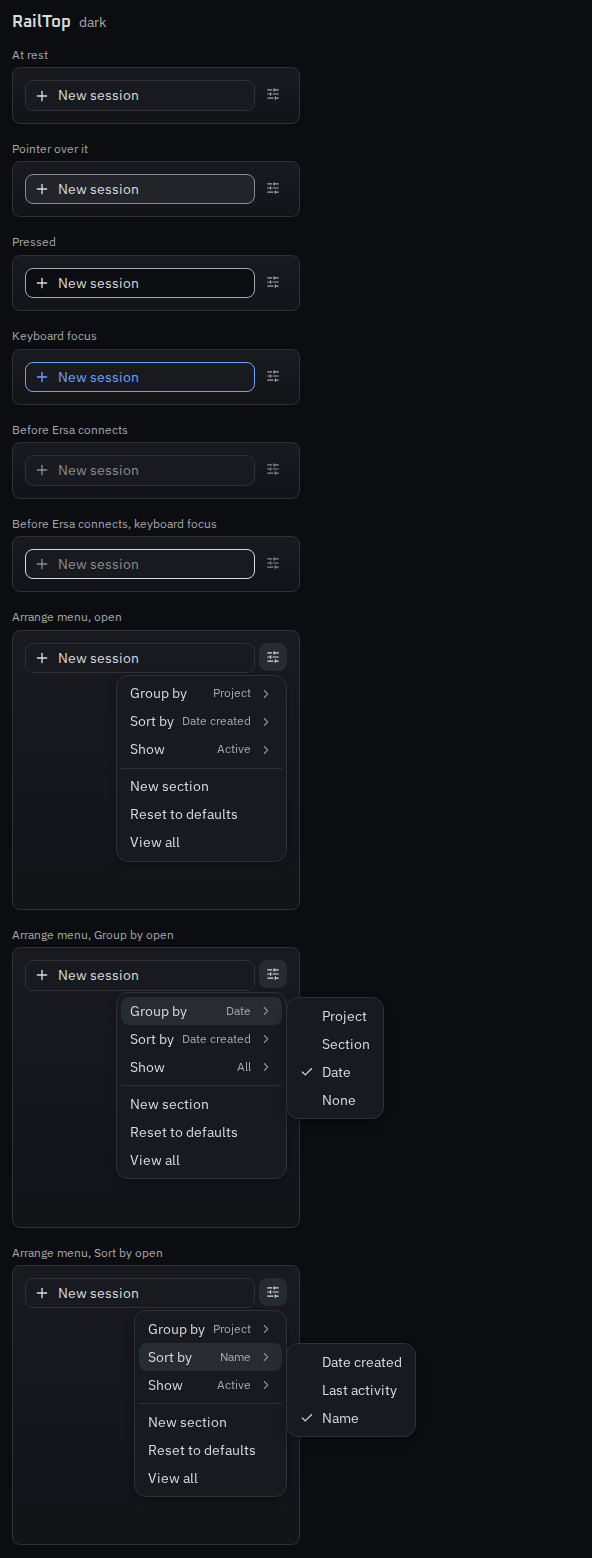 RailTop dark
At rest
New session
Pointer over it
New session
Pressed
New session
Keyboard focus
New session
Before Ersa connects
New session
Before Ersa connects, keyboard focus
New session
Arrange menu, open
New session
Group by Project
Sort by Date created
Show Active
New section
Reset to defaults
View all
Arrange menu, Group by open
New session
Group by Date
Project
Sort by Date created
Section
Show All
Date
None
New section
Reset to defaults
View all
Arrange menu, Sort by open
New session
Group by Project
Sort by Name
Date created
Show Active
Last activity
Name
New section
Reset to defaults
View all